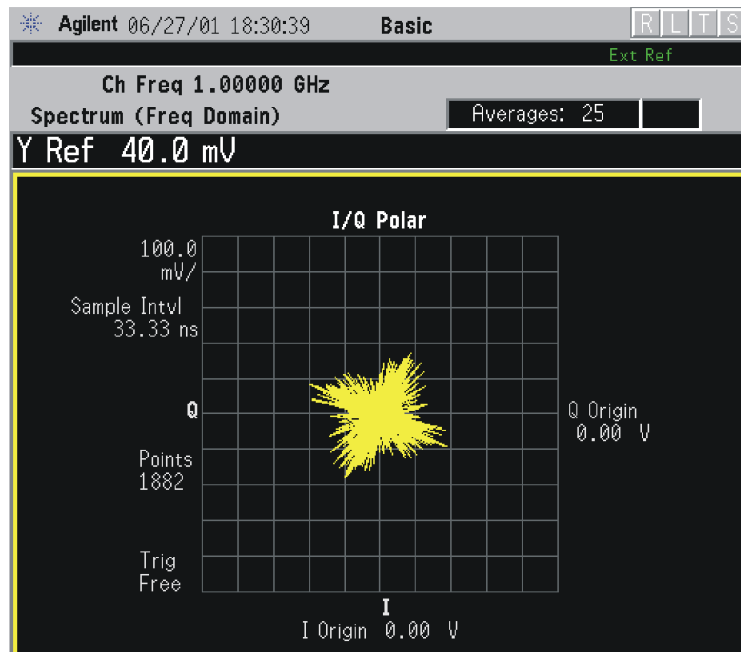 Agilent 06/27/01 18:30:39 Basic R L T S
Ext Ref
Ch Freq 1.00000 GHz
Spectrum (Freq Domain) Averages: 25
Y Ref 40.0 mV
I/Q Polar
100.0
mV/
Sample Intvl
33.33 ns
Q
Q Origin
0.00 V
Points
1882
Trig
Free
I
I Origin 0.00 V